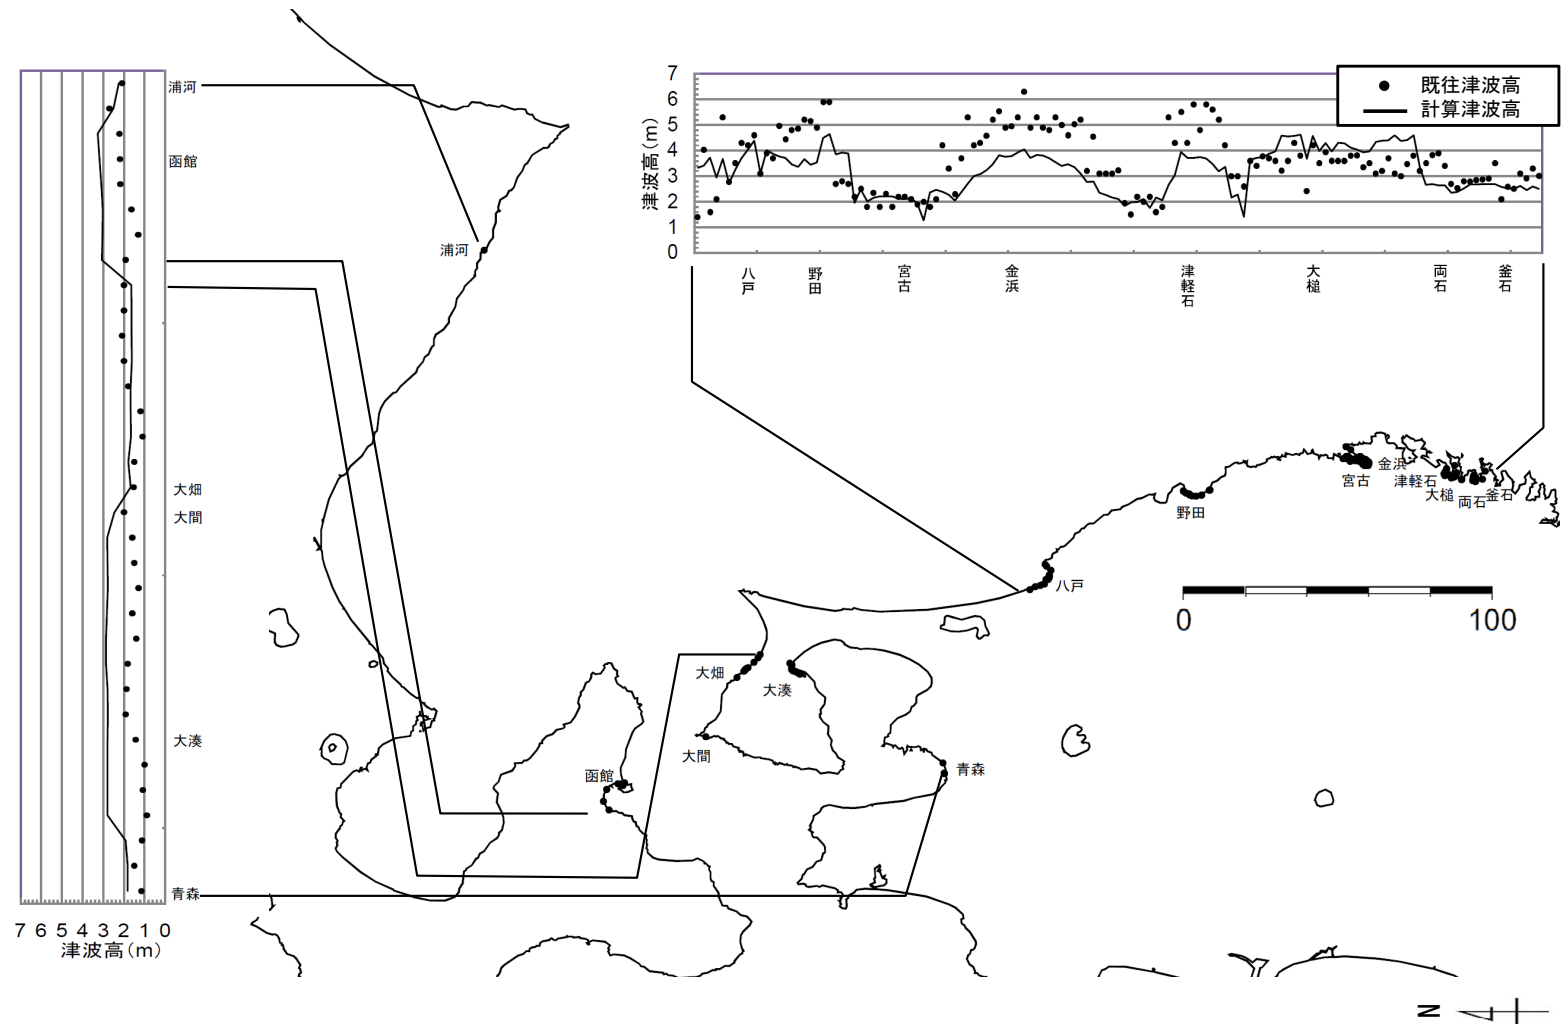 7
6
5
4
3
2
1
0
津波高(m)
既往津波高
計算津波高
八戸
野田
宮古
金浜
津軽石
大槌
両石
釜石
浦河
函館
大畑
大間
大湊
青森
7 6 5 4 3 2 1 0
津波高(m)
浦河
金浜
宮古
津軽石
大槌
両石
釜石
野田
八戸
0 100
大畑
大湊
大間
青森
函館
N